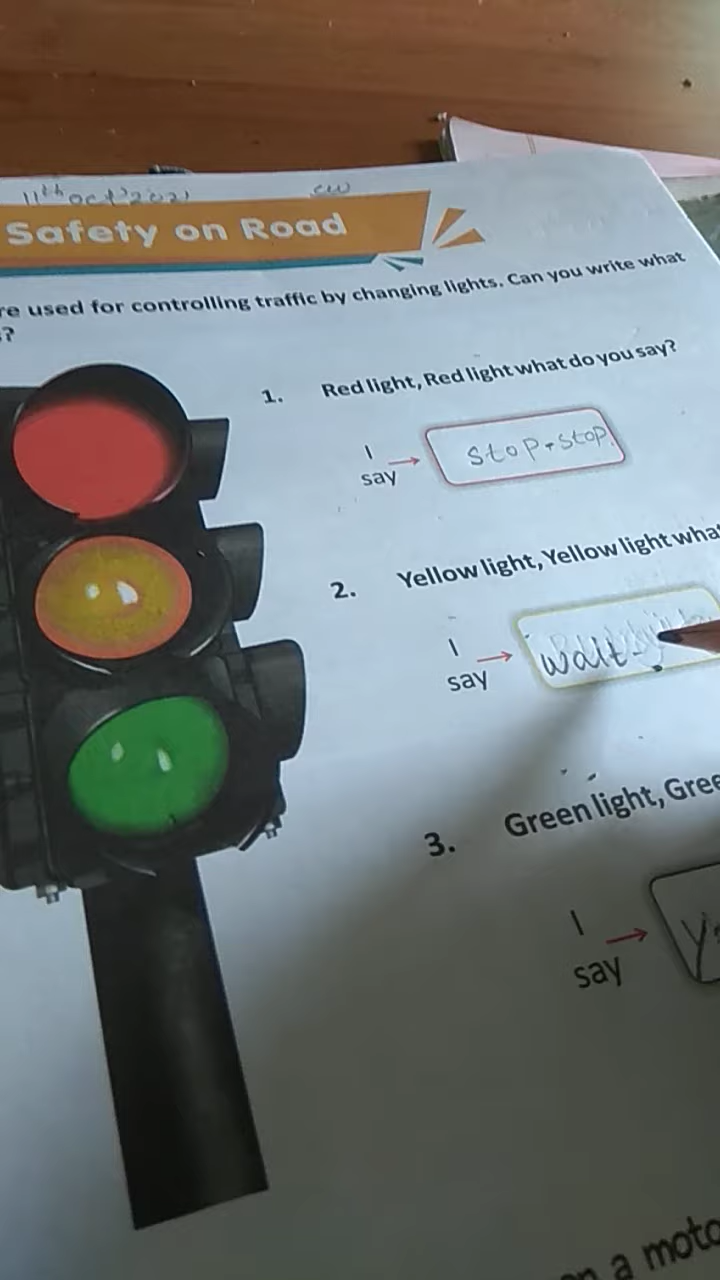 11th oct'2021 cw
Safety on Road
re used for controlling traffic by changing lights. Can you write what
s?
1. Red light, Red light what do you say?
I say → stop-stop.
2. Yellow light, Yellow light wha
I say → wait-
3. Green light, Gree
I say →
a moto